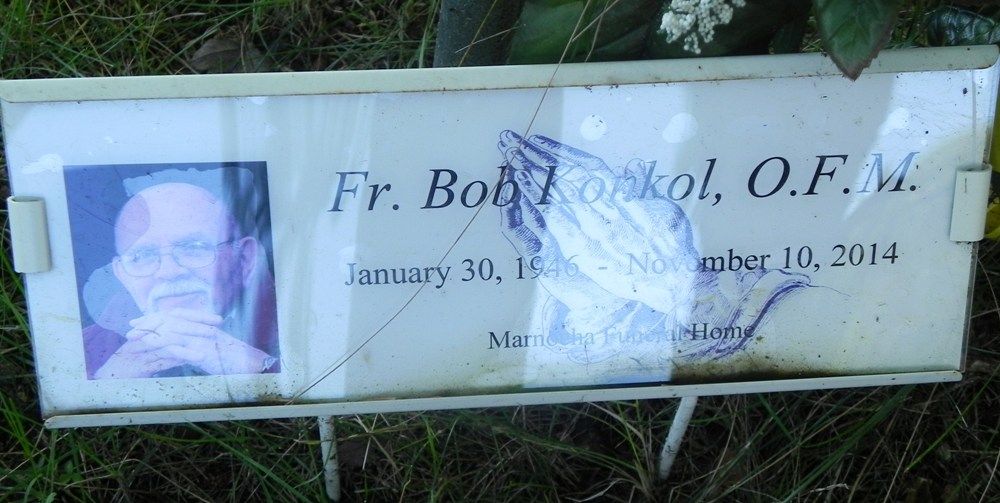 Fr. Bob Konkol, O.F.M.
January 30, 1946 - November 10, 2014
Marnocha Funeral Home